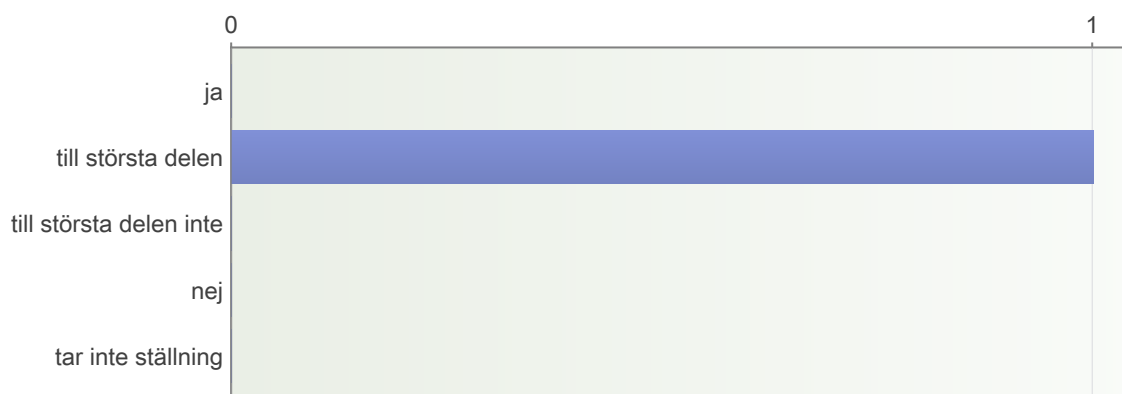 0 1
ja
till största delen
till största delen inte
nej
tar inte ställning